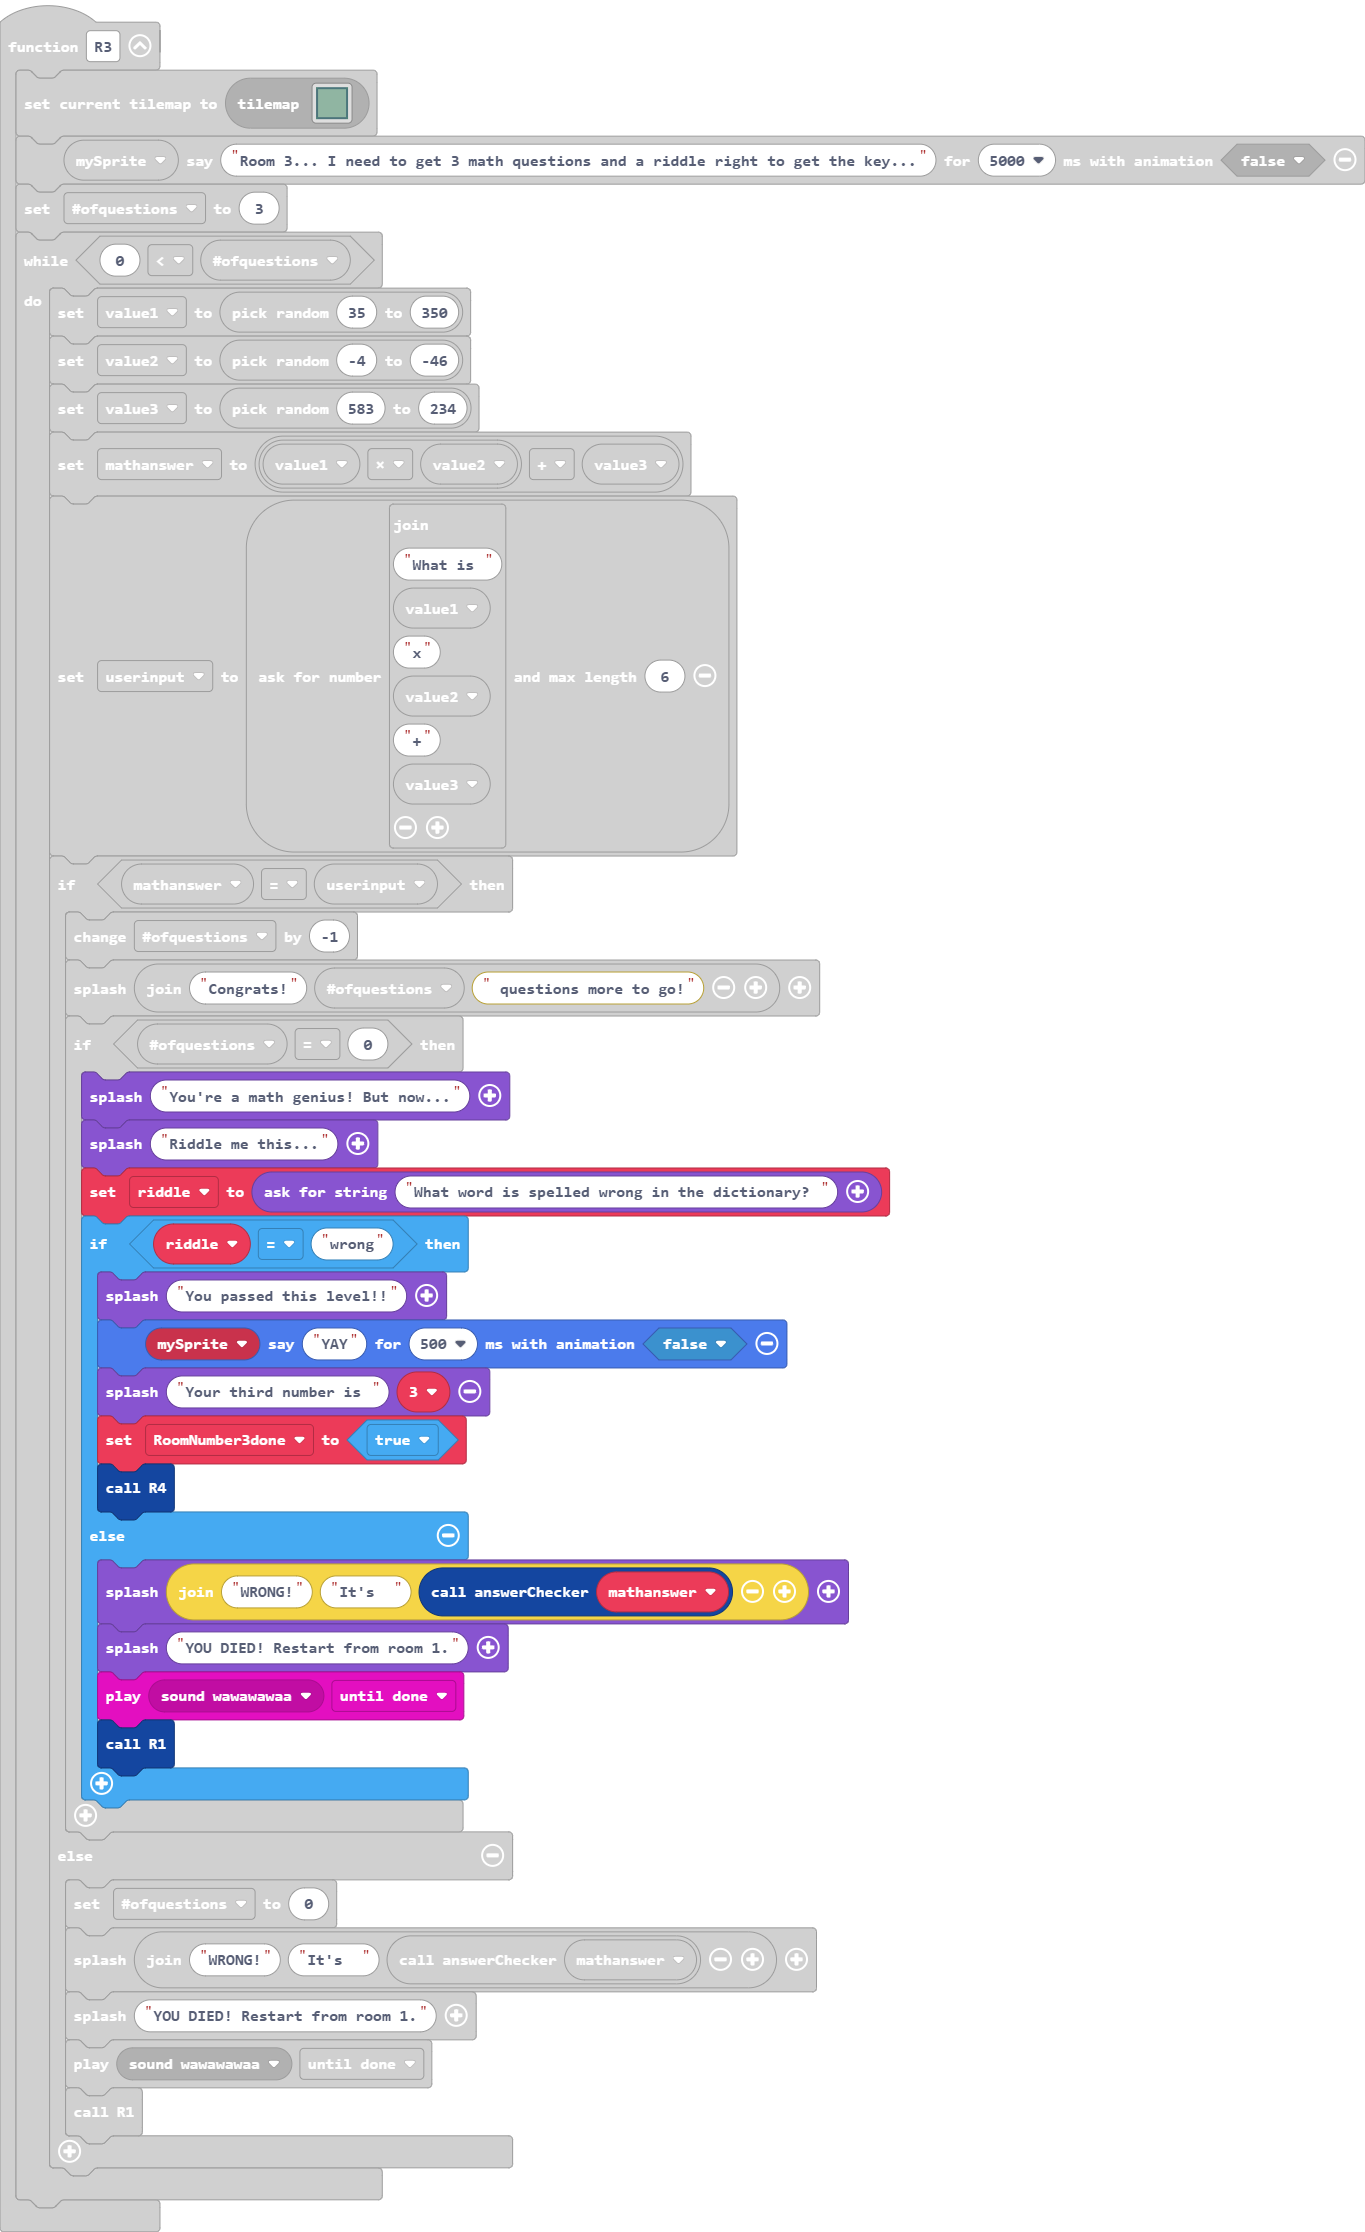 function R3
set current tilemap to tilemap
mySprite say "Room 3... I need to get 3 math questions and a riddle right to get the key..." for 5000 ms with animation false
set #ofquestions to 3
while 0 < #ofquestions
do
set value1 to pick random 35 to 350
set value2 to pick random -4 to -46
set value3 to pick random 583 to 234
set mathanswer to value1 × value2 + value3
join
"What is "
value1
"x"
set userinput to ask for number value2 and max length 6
"+"
value3
if mathanswer = userinput then
change #ofquestions by -1
splash join "Congrats!" #ofquestions " questions more to go!"
if #ofquestions = 0 then
splash "You're a math genius! But now..."
splash "Riddle me this..."
set riddle to ask for string "What word is spelled wrong in the dictionary? "
if riddle = "wrong" then
splash "You passed this level!!"
mySprite say "YAY" for 500 ms with animation false
splash "Your third number is " 3
set RoomNumber3done to true
call R4
else
splash join "WRONG!" "It's  " call answerChecker mathanswer
splash "YOU DIED! Restart from room 1."
play sound wawawawaa until done
call R1
else
set #ofquestions to 0
splash join "WRONG!" "It's  " call answerChecker mathanswer
splash "YOU DIED! Restart from room 1."
play sound wawawawaa until done
call R1